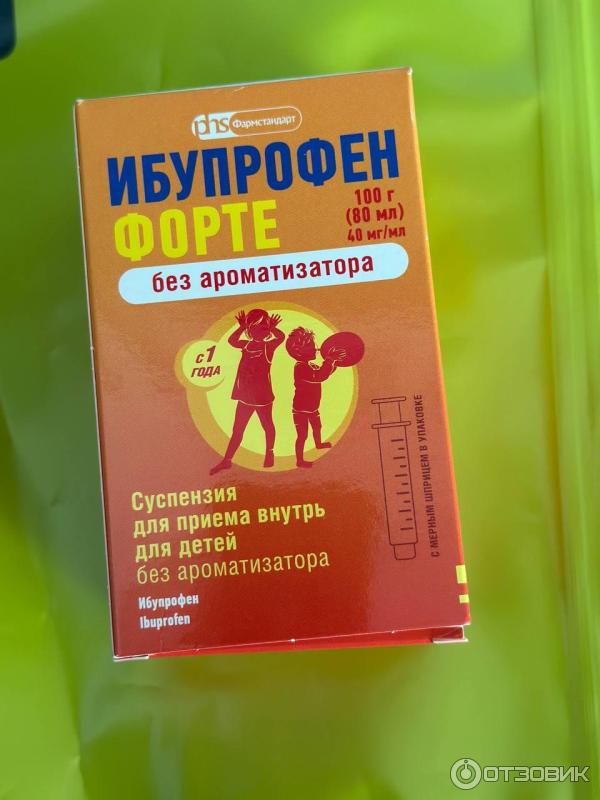 phs Фармстандарт
ИБУПРОФЕН
ФОРТЕ
100 г
(80 мл)
40 мг/мл
без ароматизатора
с 1
ГОДА
С МЕРНЫМ ШПРИЦЕМ В УПАКОВКЕ
Суспензия
для приема внутрь
для детей
без ароматизатора
Ибупрофен
Ibuprofen
ОТЗОВИК